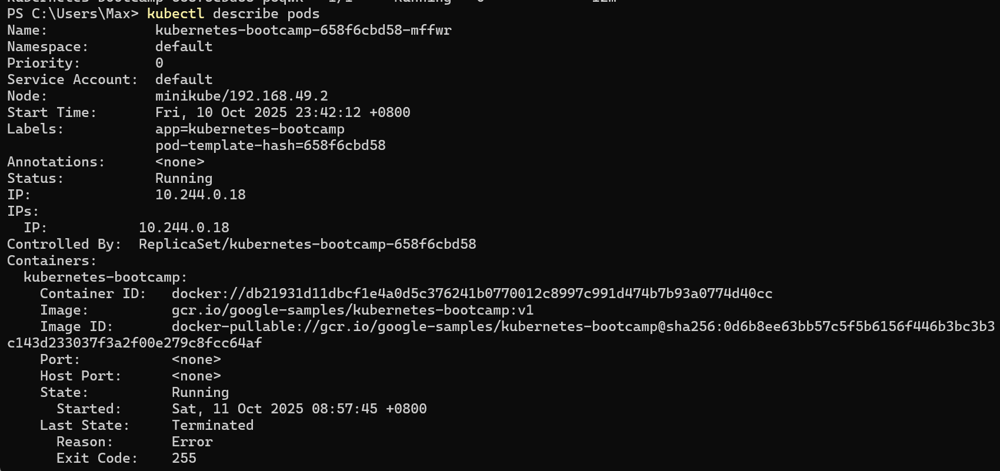 PS C:\Users\Max> kubectl describe pods
Name:             kubernetes-bootcamp-658f6cbd58-mffwr
Namespace:        default
Priority:         0
Service Account:  default
Node:             minikube/192.168.49.2
Start Time:       Fri, 10 Oct 2025 23:42:12 +0800
Labels:           app=kubernetes-bootcamp
                  pod-template-hash=658f6cbd58
Annotations:      <none>
Status:           Running
IP:               10.244.0.18
IPs:
  IP:           10.244.0.18
Controlled By:  ReplicaSet/kubernetes-bootcamp-658f6cbd58
Containers:
  kubernetes-bootcamp:
    Container ID:   docker://db21931d11dbcf1e4a0d5c376241b0770012c8997c991d474b7b93a0774d40cc
    Image:          gcr.io/google-samples/kubernetes-bootcamp:v1
    Image ID:       docker-pullable://gcr.io/google-samples/kubernetes-bootcamp@sha256:0d6b8ee63bb57c5f5b6156f446b3bc3b3
c143d233037f3a2f00e279c8fcc64af
    Port:           <none>
    Host Port:      <none>
    State:          Running
      Started:      Sat, 11 Oct 2025 08:57:45 +0800
    Last State:     Terminated
      Reason:       Error
      Exit Code:    255